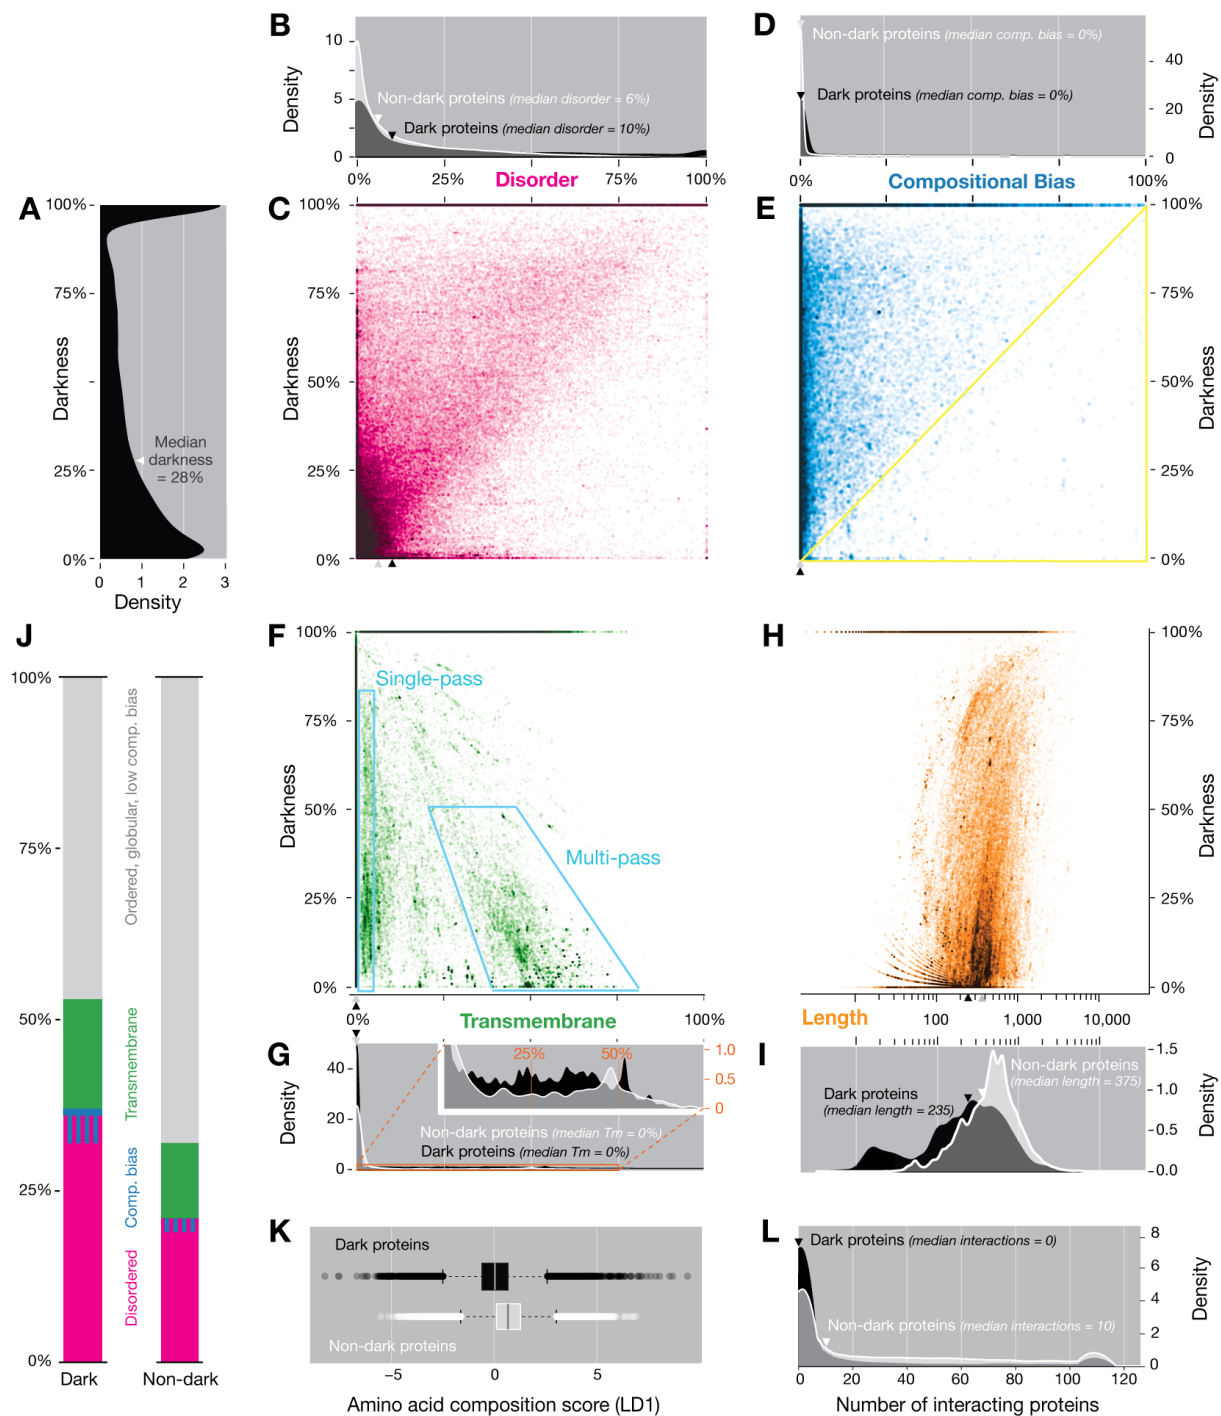 B
10
5
0
Density
Non-dark proteins (median disorder = 6%)
Dark proteins (median disorder = 10%)
0%
25%
Disorder
75%
100%
D
Non-dark proteins (median comp. bias = 0%)
Dark proteins (median comp. bias = 0%)
40
20
0
Density
0%
Compositional Bias
100%
A
100%
75%
25%
0%
Darkness
Median
darkness
= 28%
0
1
2
3
Density
C
100%
75%
50%
25%
0%
Darkness
E
100%
75%
50%
25%
0%
Darkness
J
100%
75%
50%
25%
0%
Ordered, globular, low comp. bias
Transmembrane
Comp. bias
Disordered
Dark
Non-dark
F
100%
75%
50%
25%
0%
Darkness
Single-pass
Multi-pass
0%
Transmembrane
100%
H
100%
75%
50%
25%
0%
Darkness
Length
100
1,000
10,000
G
40
20
0
Density
25%
50%
1.0
0.5
0
Non-dark proteins (median Tm = 0%)
Dark proteins (median Tm = 0%)
I
Non-dark proteins
(median length = 375)
Dark proteins
(median length = 235)
1.5
1.0
0.5
0.0
Density
K
Dark proteins
Non-dark proteins
−5
0
5
Amino acid composition score (LD1)
L
Dark proteins (median interactions = 0)
Non-dark proteins (median interactions = 10)
8
6
4
2
0
Density
0
20
40
60
80
100
120
Number of interacting proteins